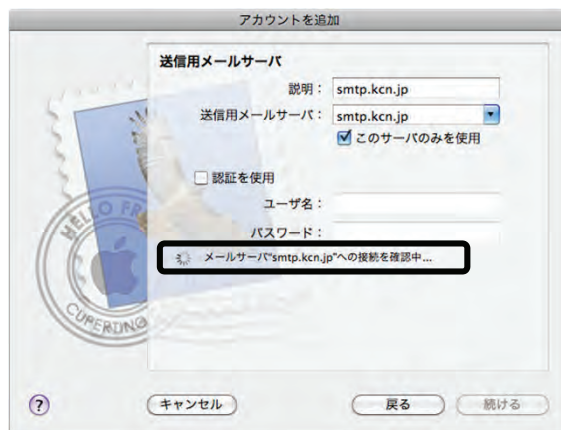 アカウントを追加
送信用メールサーバ
説明： smtp.kcn.jp
送信用メールサーバ： smtp.kcn.jp
このサーバのみを使用
認証を使用
ユーザ名：
パスワード：
メールサーバ"smtp.kcn.jp"への接続を確認中...
HELLO FR
CUPERTINO
? キャンセル 戻る 続ける